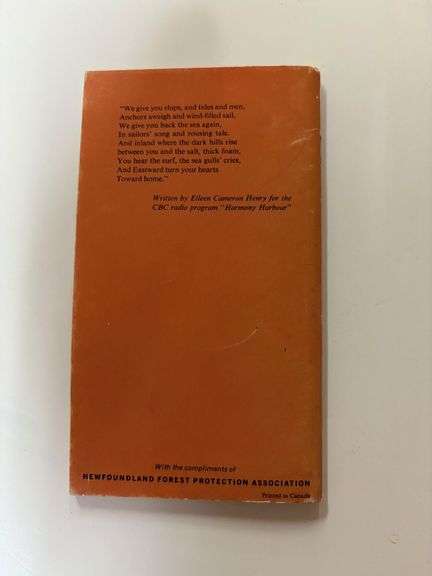 "We give you ships, and tides and men,
Anchors aweigh and wind-filled sail,
We give you back the sea again,
In sailors' song and rousing tale.
And inland where the dark hills rise
between you and the salt, thick foam,
You hear the surf, the sea gulls' cries,
And Eastward turn your hearts
Toward home."
Written by Eileen Cameron Henry for the
CBC radio program "Harmony Harbour"
With the compliments of
NEWFOUNDLAND FOREST PROTECTION ASSOCIATION
Printed in Canada